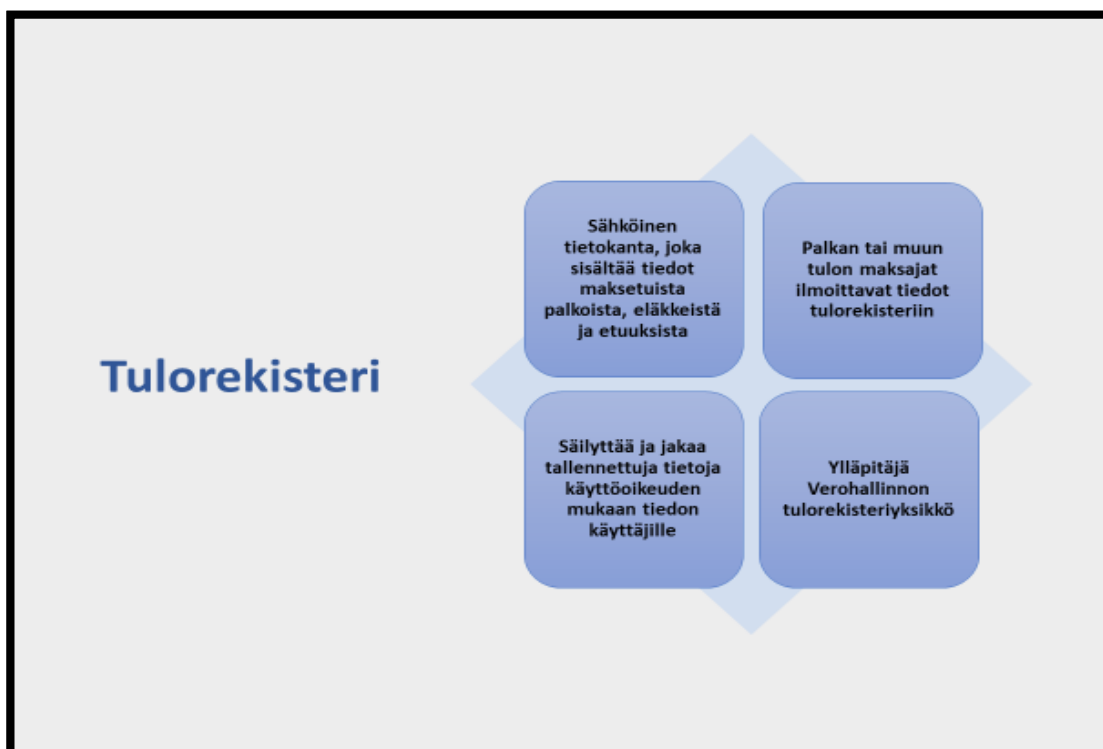 Tulorekisteri
Sähköinen
tietokanta, joka
sisältää tiedot
maksetuista
palkoista, eläkkeistä
ja etuuksista
Palkan tai muun
tulon maksajat
ilmoittavat tiedot
tulorekisteriin
Säilyttää ja jakaa
tallennettuja tietoja
käyttöoikeuden
mukaan tiedon
käyttäjille
Ylläpitäjä
Verohallinnon
tulorekisteriyksikkö